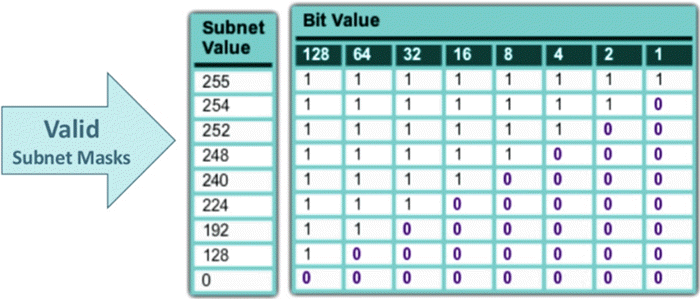 Valid
Subnet Masks
Subnet Value
Bit Value
128 64 32 16 8 4 2 1
255 1 1 1 1 1 1 1 1
254 1 1 1 1 1 1 1 0
252 1 1 1 1 1 1 0 0
248 1 1 1 1 1 0 0 0
240 1 1 1 1 0 0 0 0
224 1 1 1 0 0 0 0 0
192 1 1 0 0 0 0 0 0
128 1 0 0 0 0 0 0 0
0 0 0 0 0 0 0 0 0